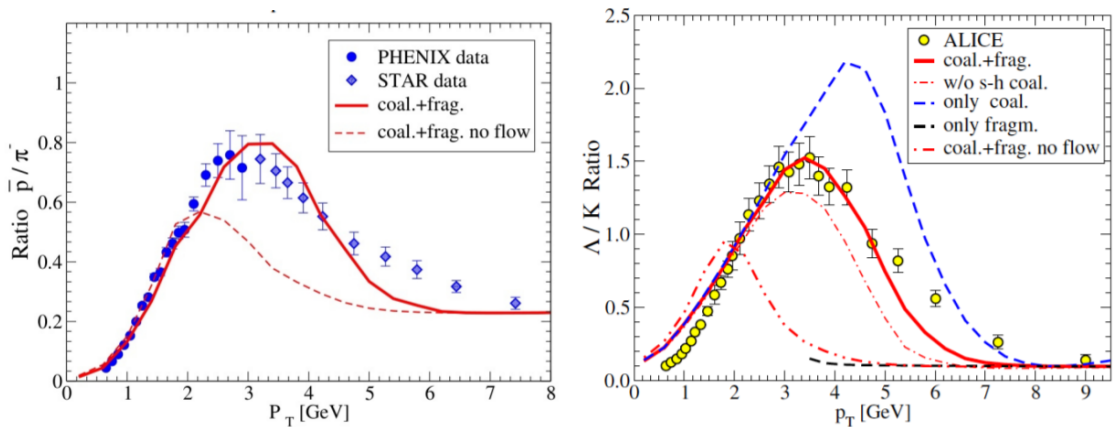 PHENIX data
STAR data
coal.+frag.
coal.+frag. no flow
Ratio p̅ / π⁻
1
0.8
0.6
0.4
0.2
0
0 1 2 3 4 5 6 7 8
P_T [GeV]
ALICE
coal.+frag.
w/o s-h coal.
only coal.
only fragm.
coal.+frag. no flow
Λ / K Ratio
2.5
2.0
1.5
1.0
0.5
0.0
0 1 2 3 4 5 6 7 8 9
p_T [GeV]